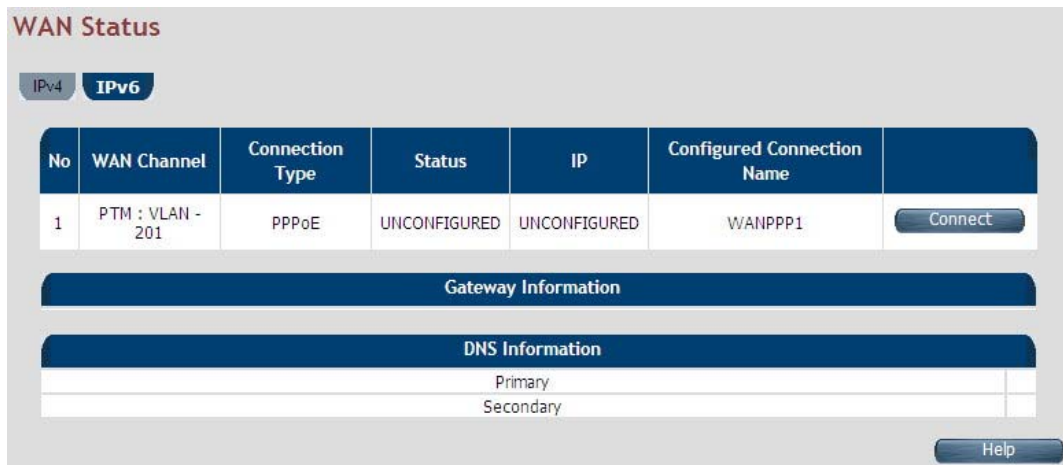 WAN Status
IPv4 IPv6
No WAN Channel Connection Type Status IP Configured Connection Name
1 PTM : VLAN - 201 PPPoE UNCONFIGURED UNCONFIGURED WANPPP1 Connect
Gateway Information
DNS Information
Primary
Secondary
Help